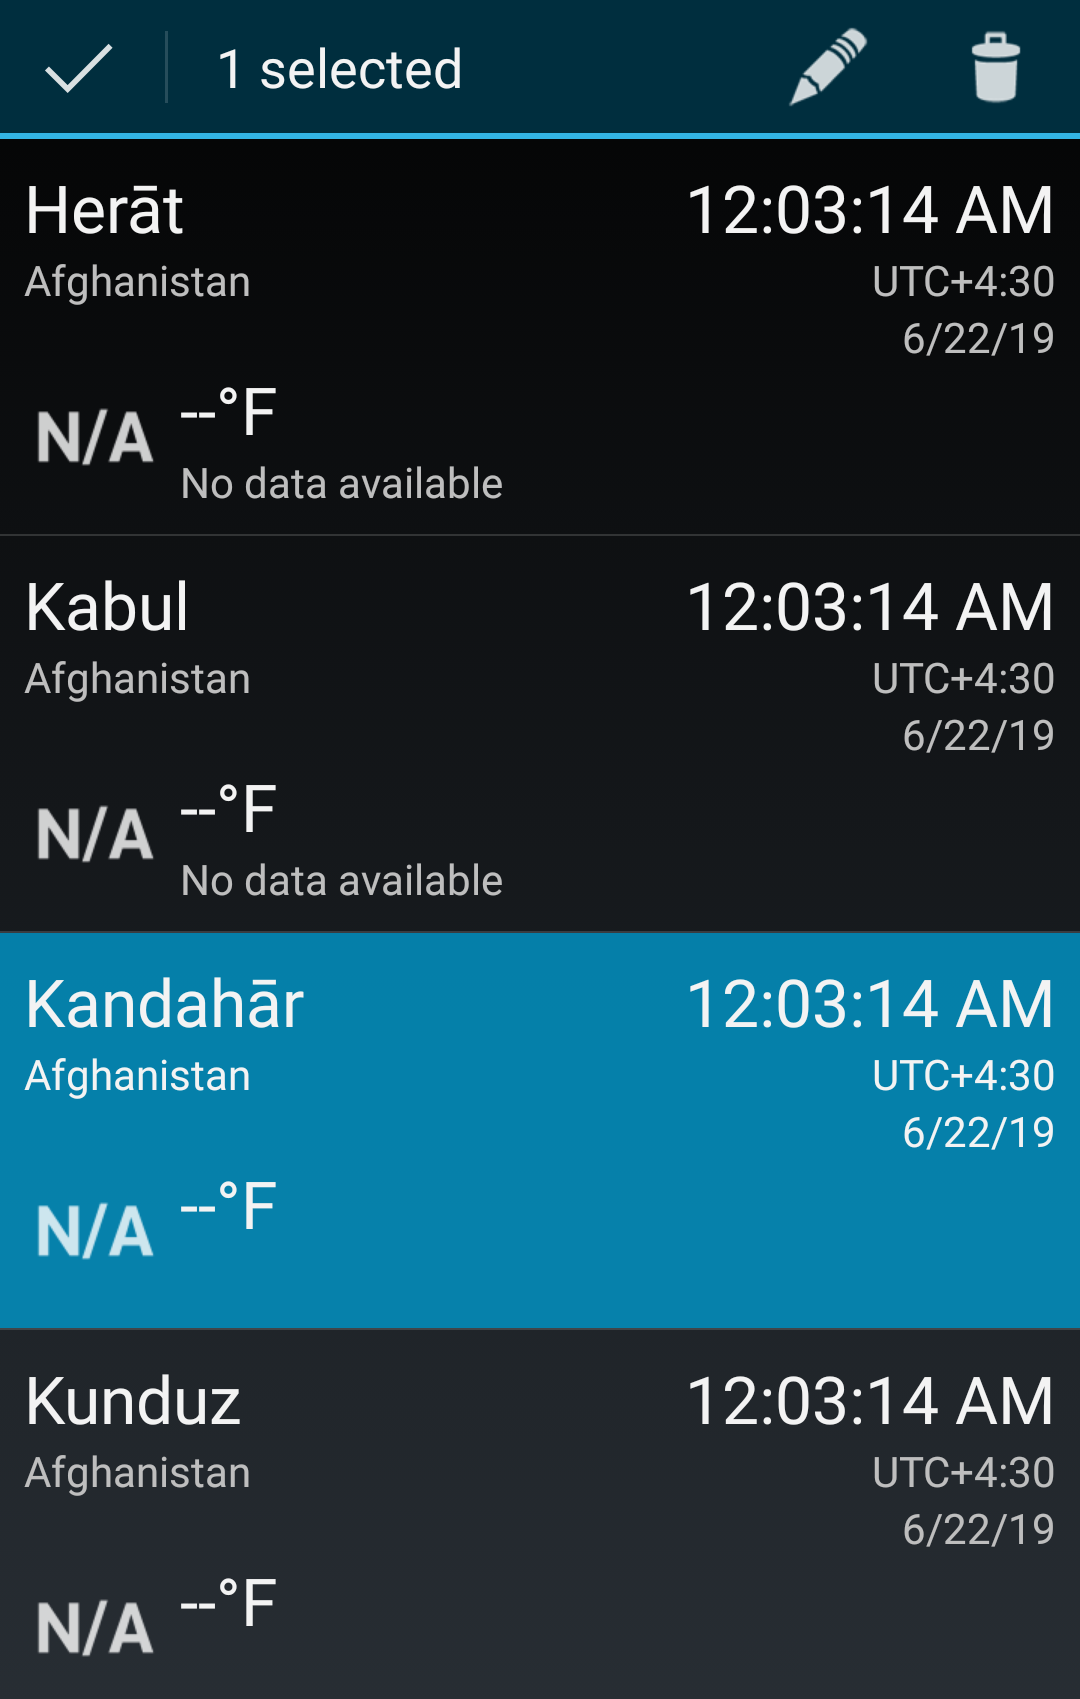 1 selected
Herāt 12:03:14 AM
Afghanistan UTC+4:30
6/22/19
N/A --°F
No data available
Kabul 12:03:14 AM
Afghanistan UTC+4:30
6/22/19
N/A --°F
No data available
Kandahār 12:03:14 AM
Afghanistan UTC+4:30
6/22/19
N/A --°F
Kunduz 12:03:14 AM
Afghanistan UTC+4:30
6/22/19
N/A --°F